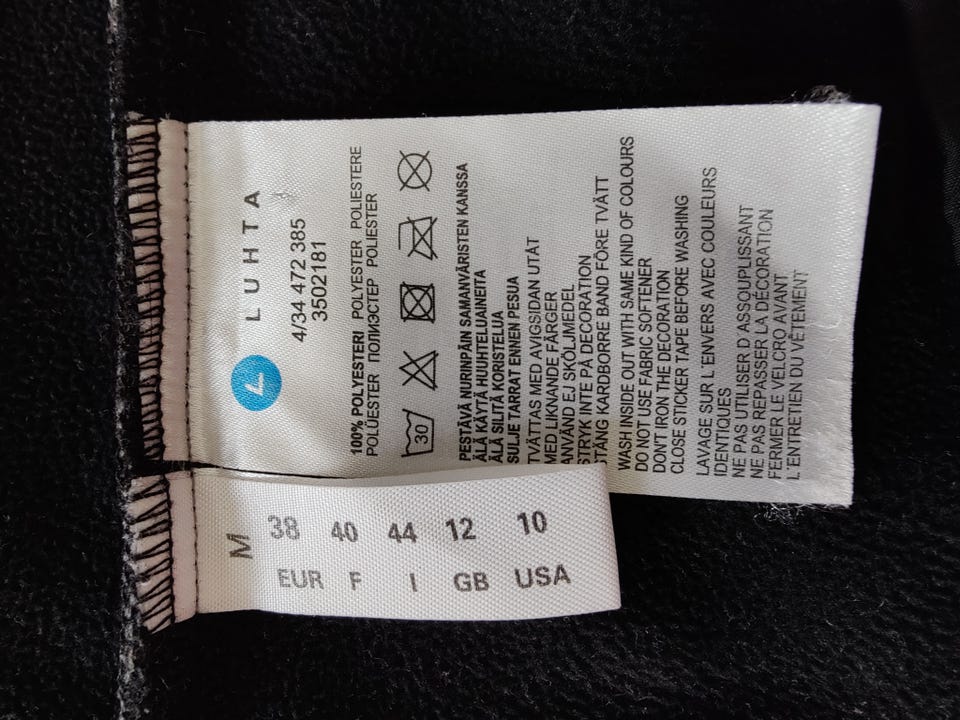 LUHTA
4/34 472 385
3502181
100% POLYESTERI POLYESTER POLIESTERE
POLÜESTER ПОЛИЭСТЕР POLIESTER
30
PESTÄVÄ NURINPÄIN SAMANVÄRISTEN KANSSA
ÄLÄ KÄYTÄ HUUHTELUAINEITA
ÄLÄ SILITÄ KORISTELUA
SULJE TARRAT ENNEN PESUA
TVÄTTAS MED AVIGSIDAN UTÅT
MED LIKNANDE FÄRGER
ANVÄND EJ SKÖLJMEDEL
STRYK INTE PÅ DECORATION
STÄNG KARDBORRE BAND FÖRE TVÄTT
WASH INSIDE OUT WITH SAME KIND OF COLOURS
DO NOT USE FABRIC SOFTENER
DON'T IRON THE DECORATION
CLOSE STICKER TAPE BEFORE WASHING
LAVAGE SUR L'ENVERS AVEC COULEURS
IDENTIQUES
NE PAS UTILISER D ASSOUPLISSANT
NE PAS REPASSER LA DÉCORATION
FERMER LE VELCRO AVANT
L'ENTRETIEN DU VÊTEMENT
M
38 40 44 12 10
EUR F I GB USA